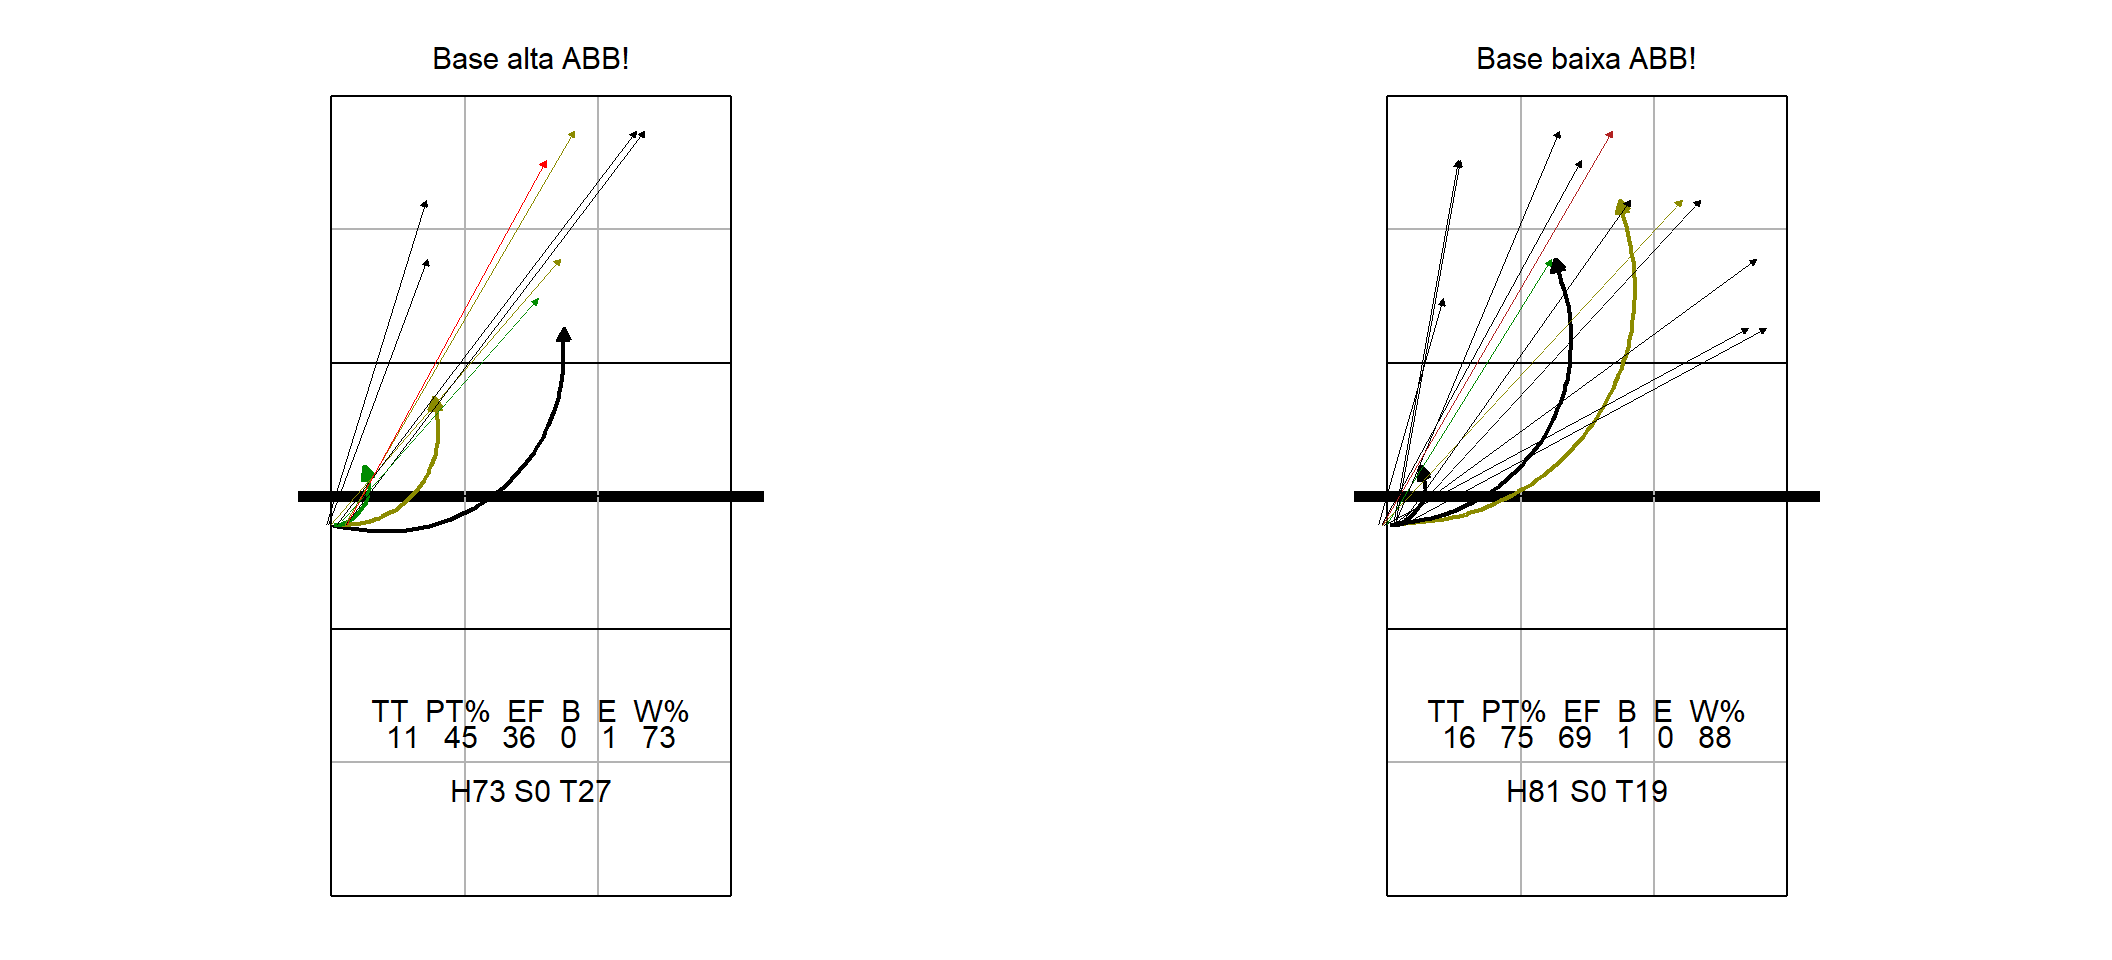 Base alta ABB!
TT PT% EF B E W%
11 45 36 0 1 73
H73 S0 T27
Base baixa ABB!
TT PT% EF B E W%
16 75 69 1 0 88
H81 S0 T19